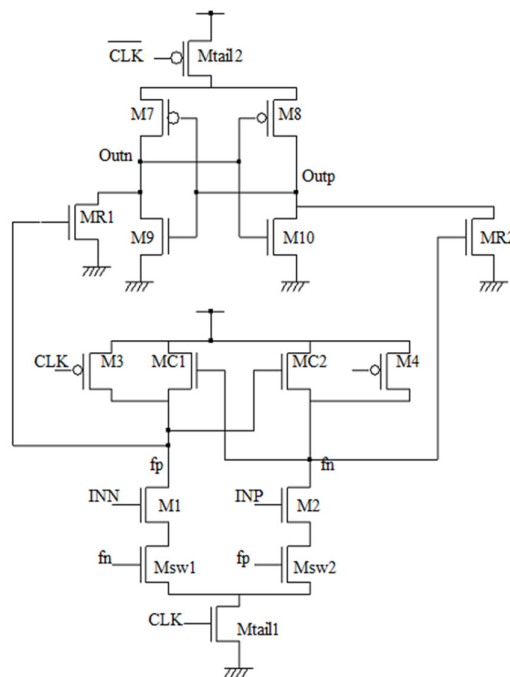 CLK
Mtail2
M7
M8
Outn
Outp
MR1
M9
M10
MR2
CLK
M3
MC1
MC2
M4
fp
fn
INN
M1
INP
M2
fn
Msw1
fp
Msw2
CLK
Mtail1